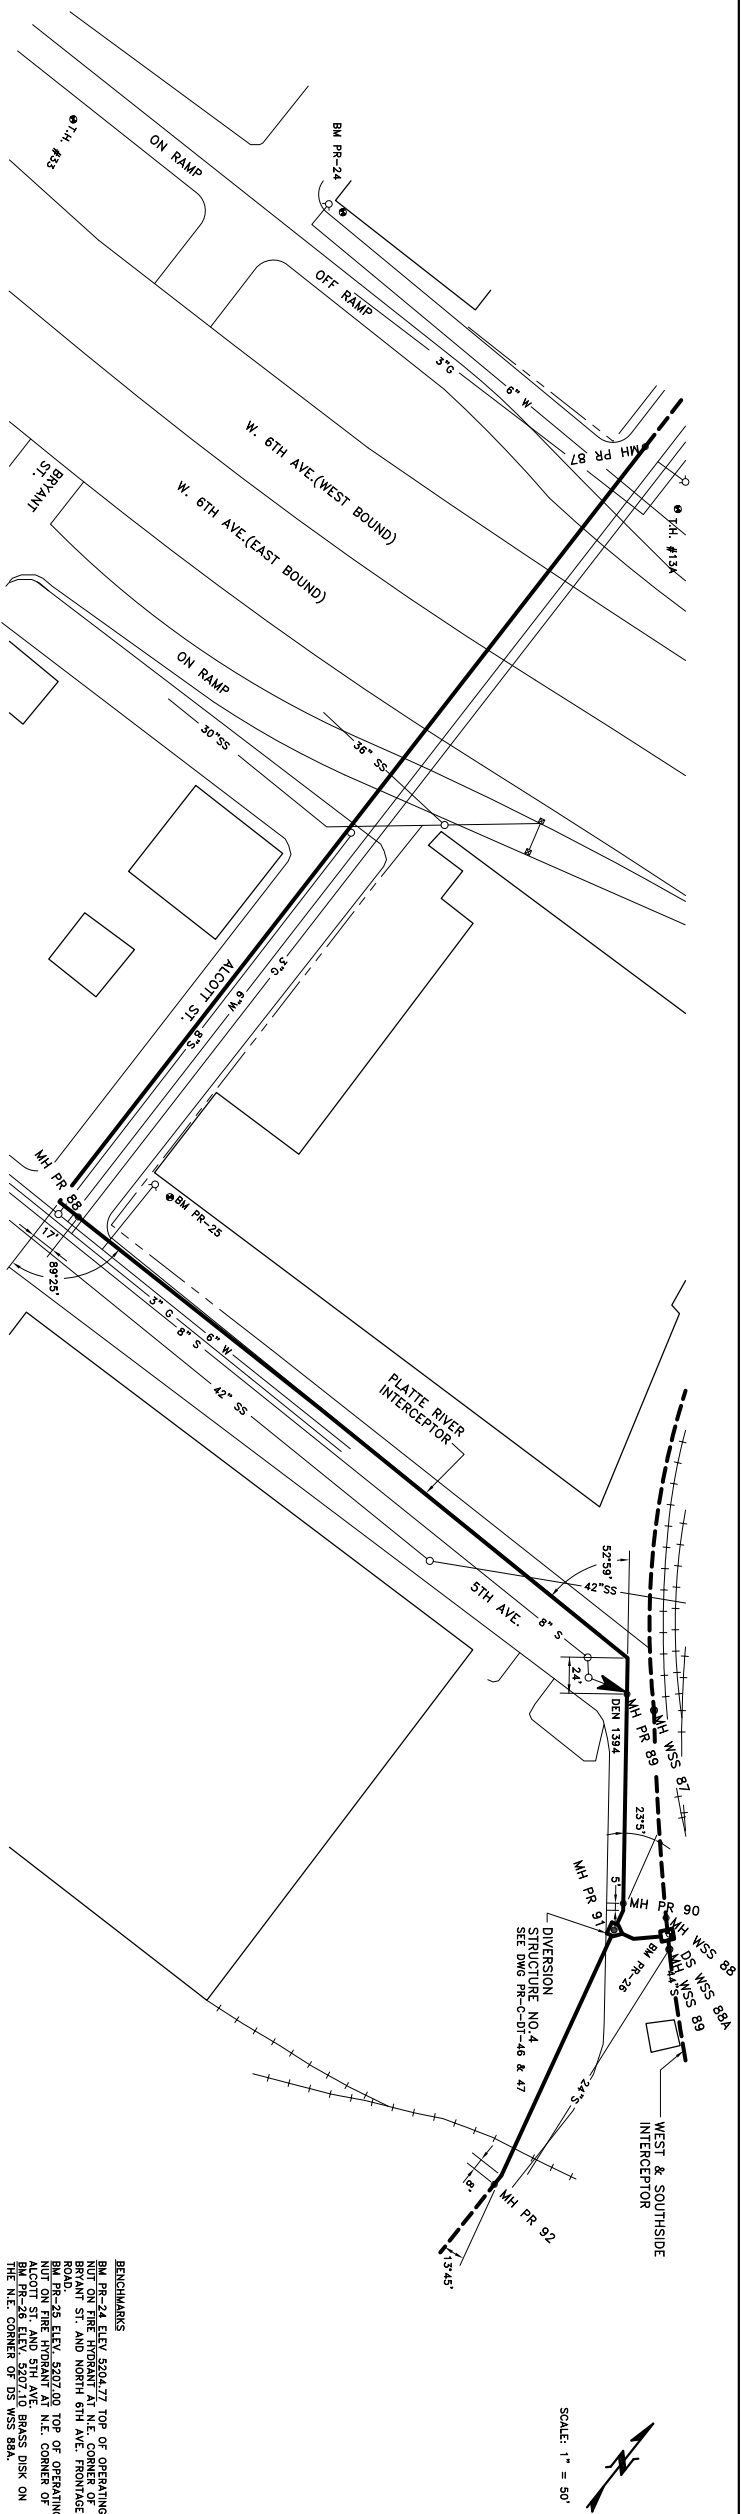 T.H. #33
ON RAMP
BM PR-24
OFF RAMP
3"G
6" W
MH PR 87
T.H. #13A
W. 6TH AVE.(WEST BOUND)
W. 6TH AVE.(EAST BOUND)
BRYANT
ST.
ON RAMP
30"SS
36" SS
ALCOTT ST.
3"G
6"W
8"S
MH PR 88
BM PR-25
17'
89°25'
3" G
8" S
6" W
42" SS
PLATTE RIVER
INTERCEPTOR
52°59'
42"SS
5TH AVE.
8" S
24'
DEN 1394
MH PR 89
MH WSS 87
23°5'
5'
MH PR 90
MH PR 91
MH WSS 88
DS WSS 88A
MH WSS 89
BM PR-26
DIVERSION
STRUCTURE NO.4
SEE DWG PR-C-DT-46 & 47
24"S
WEST & SOUTHSIDE
INTERCEPTOR
8'
MH PR 92
13°45'
BENCHMARKS
BM PR-24 ELEV 5204.77 TOP OF OPERATING
NUT ON FIRE HYDRANT AT N.E. CORNER OF
BRYANT ST. AND NORTH 6TH AVE. FRONTAGE
ROAD.
BM PR-25 ELEV. 5207.00 TOP OF OPERATING
NUT ON FIRE HYDRANT AT N.E. CORNER OF
ALCOTT ST. AND 5TH AVE.
BM PR-26 ELEV. 5207.10 BRASS DISK ON
THE N.E. CORNER OF DS WSS 88A.
N
SCALE: 1" = 50'